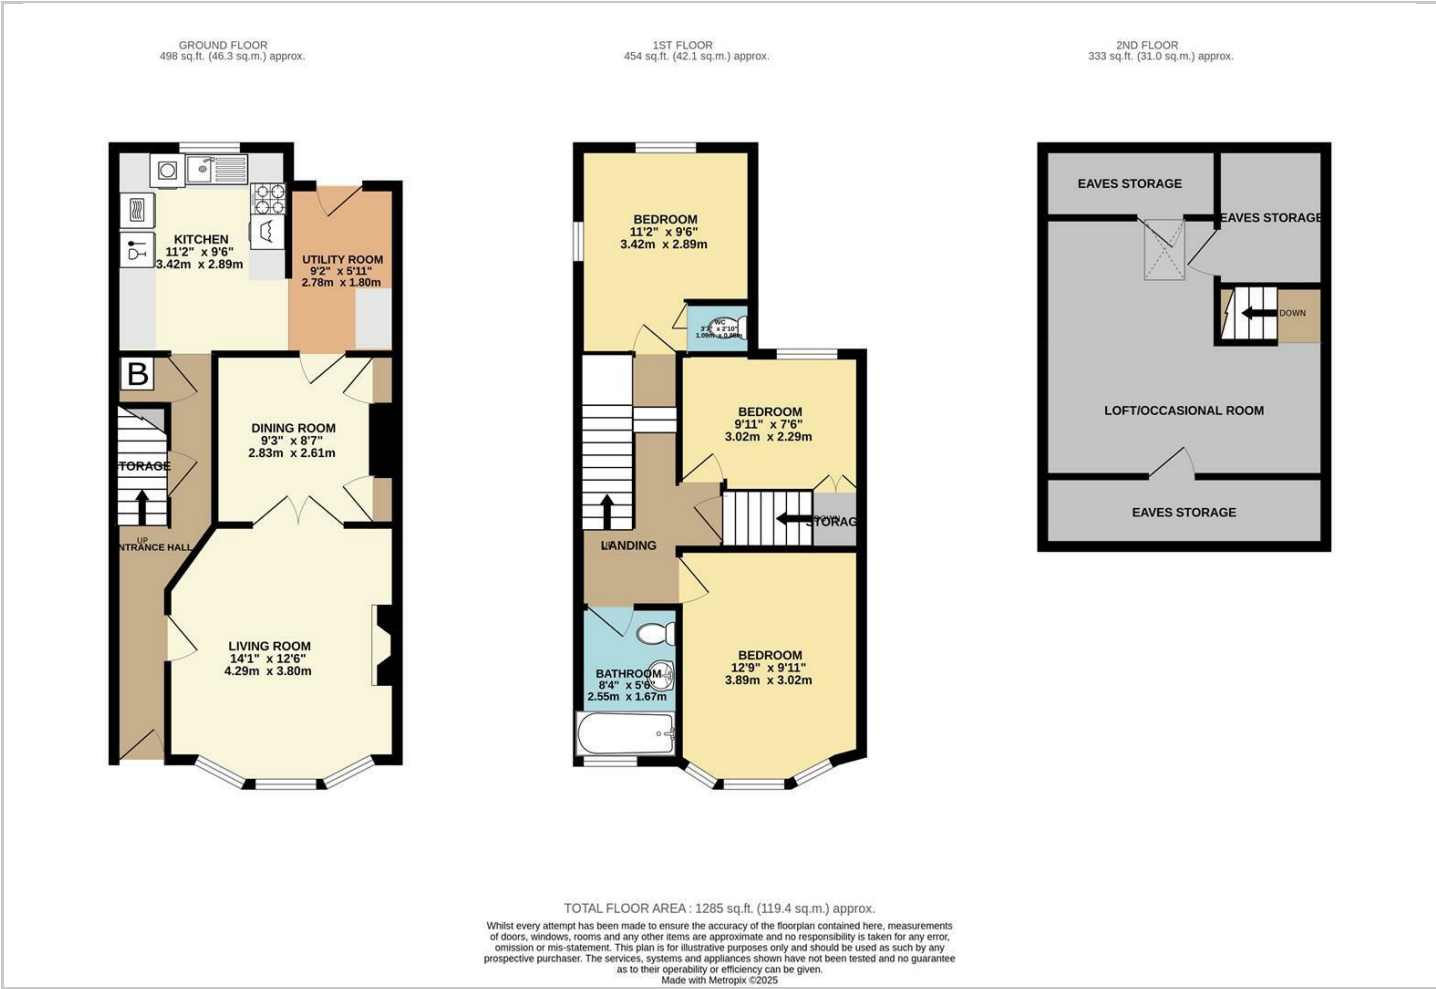 GROUND FLOOR
498 sq.ft. (46.3 sq.m.) approx.
1ST FLOOR
454 sq.ft. (42.1 sq.m.) approx.
2ND FLOOR
333 sq.ft. (31.0 sq.m.) approx.
KITCHEN
11'2" x 9'6"
3.42m x 2.89m
UTILITY ROOM
9'2" x 5'11"
2.78m x 1.80m
B
DINING ROOM
9'3" x 8'7"
2.83m x 2.61m
STORAGE
UP
ENTRANCE HALL
LIVING ROOM
14'1" x 12'6"
4.29m x 3.80m
BEDROOM
11'2" x 9'6"
3.42m x 2.89m
WC
3'7" x 2'10"
1.09m x 0.88m
BEDROOM
9'11" x 7'6"
3.02m x 2.29m
DOWN
STORAGE
UP
LANDING
BATHROOM
8'4" x 5'6"
2.55m x 1.67m
BEDROOM
12'9" x 9'11"
3.89m x 3.02m
EAVES STORAGE
EAVES STORAGE
DOWN
LOFT/OCCASIONAL ROOM
EAVES STORAGE
TOTAL FLOOR AREA : 1285 sq.ft. (119.4 sq.m.) approx.
Whilst every attempt has been made to ensure the accuracy of the floorplan contained here, measurements
of doors, windows, rooms and any other items are approximate and no responsibility is taken for any error,
omission or mis-statement. This plan is for illustrative purposes only and should be used as such by any
prospective purchaser. The services, systems and appliances shown have not been tested and no guarantee
as to their operability or efficiency can be given.
Made with Metropix ©2025